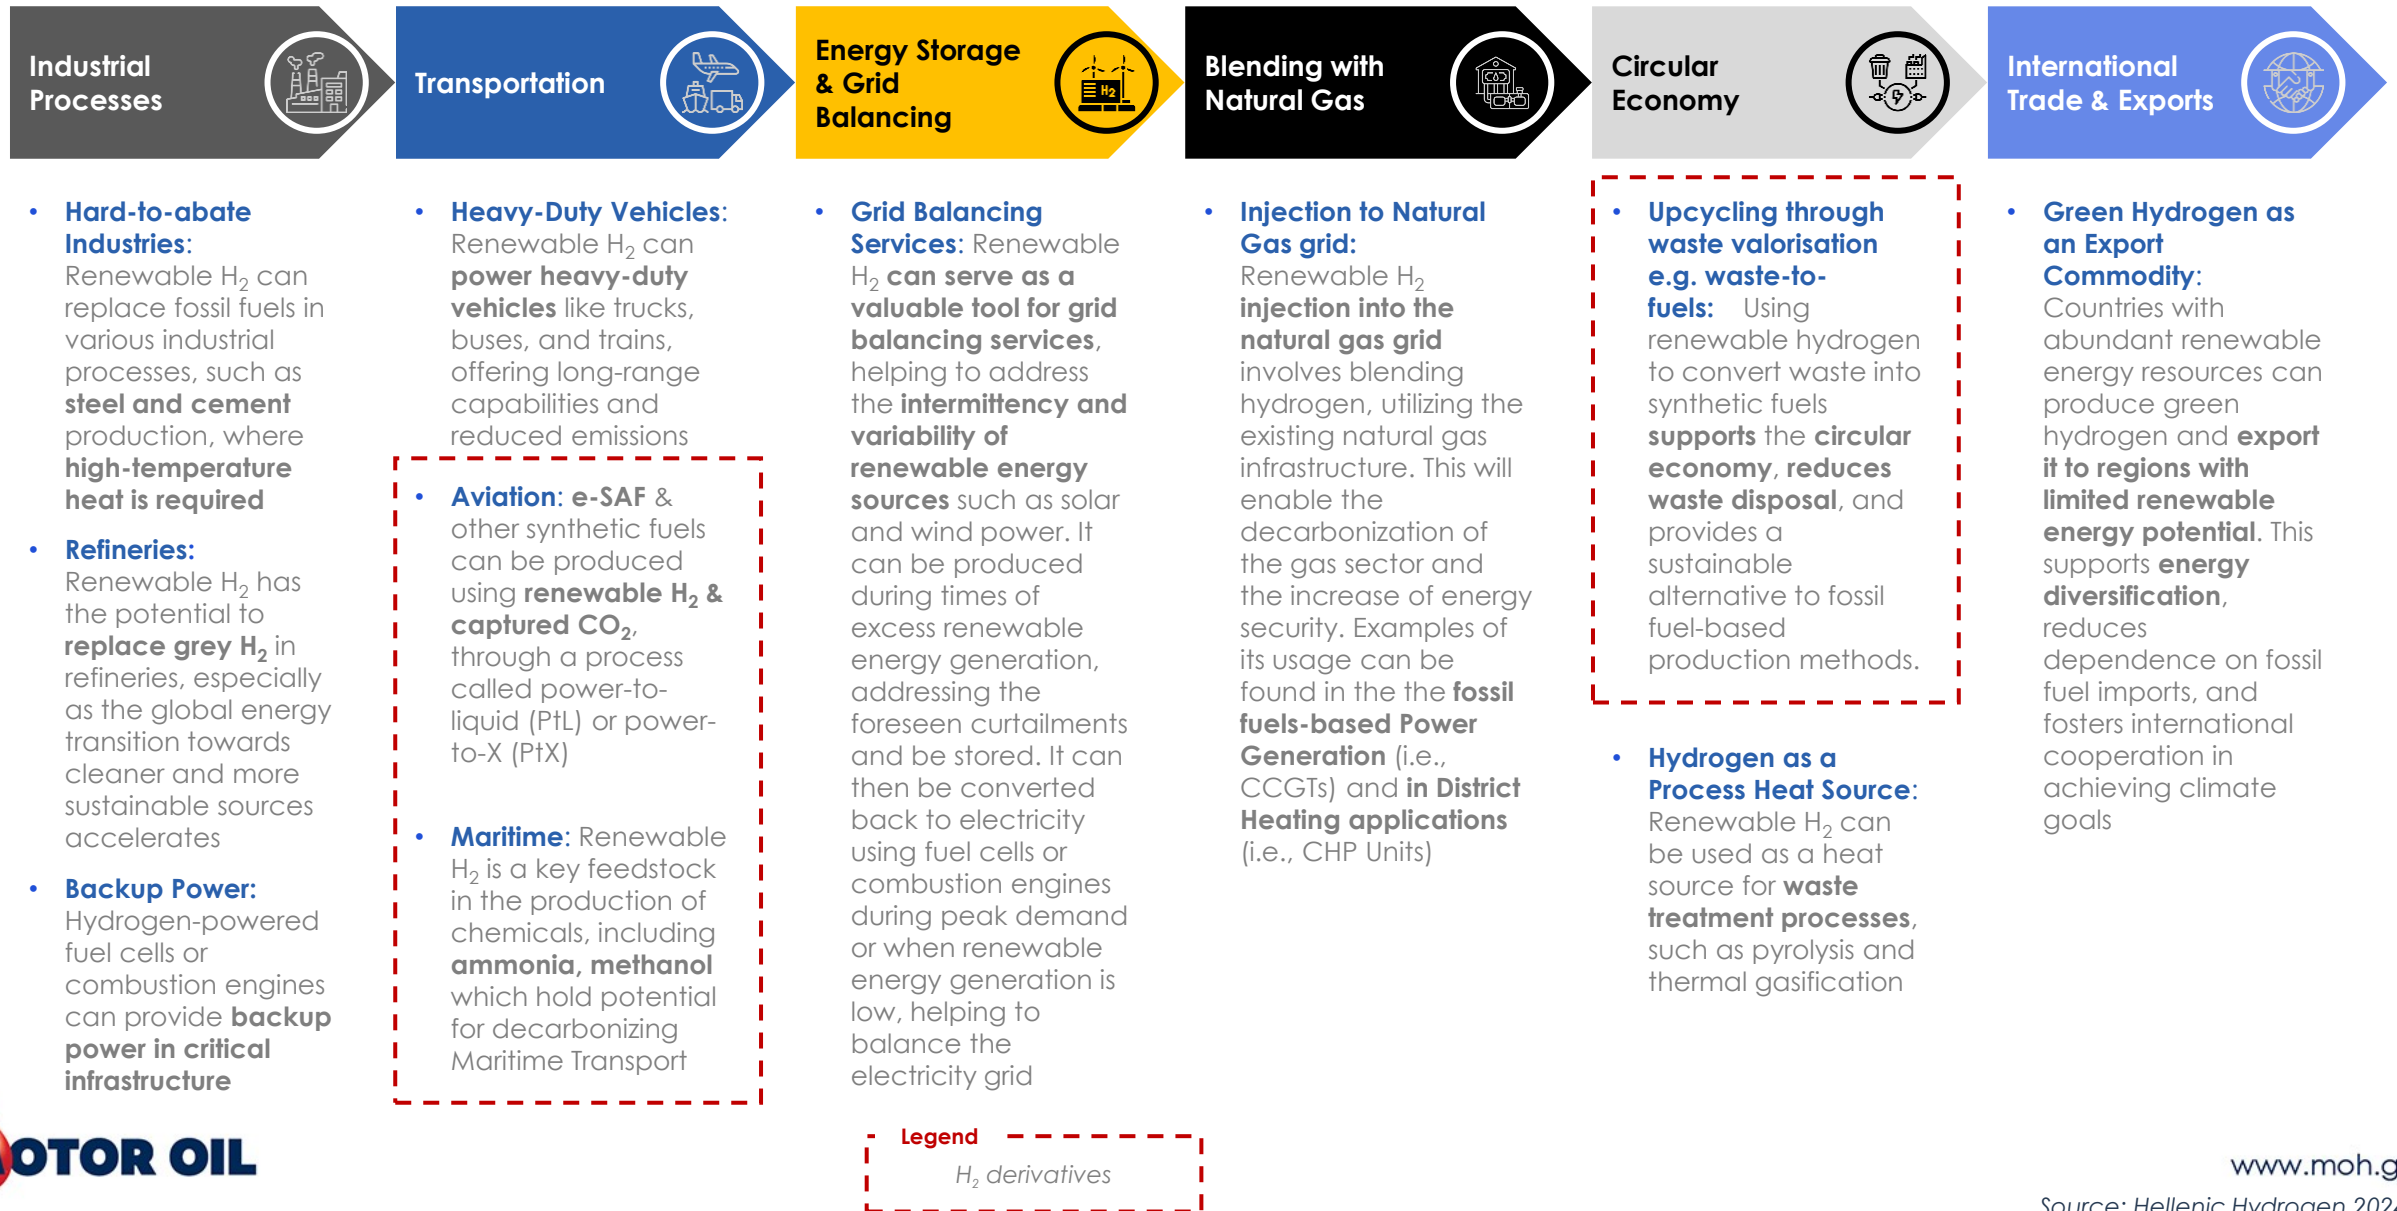 Industrial
Processes
Transportation
Energy Storage
& Grid
Balancing
H2
Blending with
Natural Gas
Circular
Economy
International
Trade & Exports
• Hard-to-abate
Industries:
Renewable H₂ can
replace fossil fuels in
various industrial
processes, such as
steel and cement
production, where
high-temperature
heat is required
• Refineries:
Renewable H₂ has
the potential to
replace grey H₂ in
refineries, especially
as the global energy
transition towards
cleaner and more
sustainable sources
accelerates
• Backup Power:
Hydrogen-powered
fuel cells or
combustion engines
can provide backup
power in critical
infrastructure
• Heavy-Duty Vehicles:
Renewable H₂ can
power heavy-duty
vehicles like trucks,
buses, and trains,
offering long-range
capabilities and
reduced emissions
• Aviation: e-SAF &
other synthetic fuels
can be produced
using renewable H₂ &
captured CO₂,
through a process
called power-to-
liquid (PtL) or power-
to-X (PtX)
• Maritime: Renewable
H₂ is a key feedstock
in the production of
chemicals, including
ammonia, methanol
which hold potential
for decarbonizing
Maritime Transport
• Grid Balancing
Services: Renewable
H₂ can serve as a
valuable tool for grid
balancing services,
helping to address
the intermittency and
variability of
renewable energy
sources such as solar
and wind power. It
can be produced
during times of
excess renewable
energy generation,
addressing the
foreseen curtailments
and be stored. It can
then be converted
back to electricity
using fuel cells or
combustion engines
during peak demand
or when renewable
energy generation is
low, helping to
balance the
electricity grid
• Injection to Natural
Gas grid:
Renewable H₂
injection into the
natural gas grid
involves blending
hydrogen, utilizing the
existing natural gas
infrastructure. This will
enable the
decarbonization of
the gas sector and
the increase of energy
security. Examples of
its usage can be
found in the the fossil
fuels-based Power
Generation (i.e.,
CCGTs) and in District
Heating applications
(i.e., CHP Units)
• Upcycling through
waste valorisation
e.g. waste-to-
fuels: Using
renewable hydrogen
to convert waste into
synthetic fuels
supports the circular
economy, reduces
waste disposal, and
provides a
sustainable
alternative to fossil
fuel-based
production methods.
• Hydrogen as a
Process Heat Source:
Renewable H₂ can
be used as a heat
source for waste
treatment processes,
such as pyrolysis and
thermal gasification
• Green Hydrogen as
an Export
Commodity:
Countries with
abundant renewable
energy resources can
produce green
hydrogen and export
it to regions with
limited renewable
energy potential. This
supports energy
diversification,
reduces
dependence on fossil
fuel imports, and
fosters international
cooperation in
achieving climate
goals
OTOR OIL
Legend
H₂ derivatives
www.moh.g
Source: Hellenic Hydrogen 202